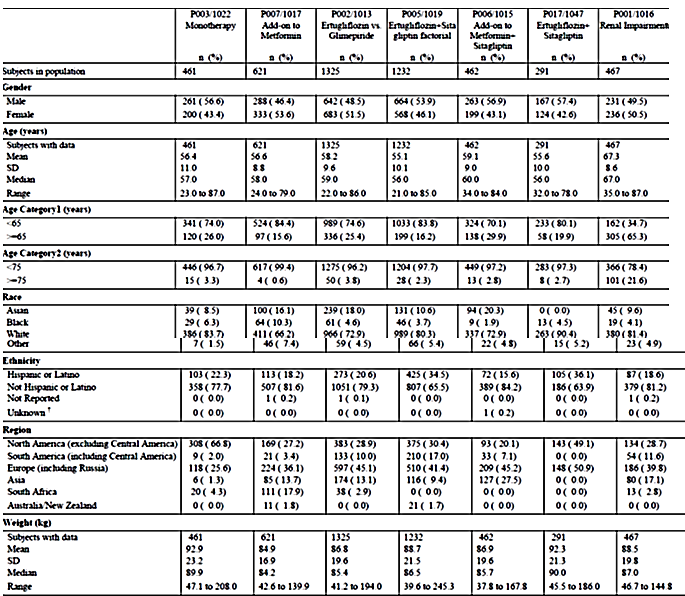 P003/1022 P007/1017 P002/1013 P005/1019 P006/1015 P017/1047 P001/1016
Monotherapy Add-on to Ertugliflozin vs Ertugliflozin+Sita Add-on to Ertugliflozin+ Renal Impairment
Metformin Glimepiride gliptin factorial Metformin+ Sitagliptin
Sitagliptin
n (%) n (%) n (%) n (%) n (%) n (%) n (%)
Subjects in population 461 621 1325 1232 462 291 467
Gender
Male 261 (56.6) 288 (46.4) 642 (48.5) 664 (53.9) 263 (56.9) 167 (57.4) 231 (49.5)
Female 200 (43.4) 333 (53.6) 683 (51.5) 568 (46.1) 199 (43.1) 124 (42.6) 236 (50.5)
Age (years)
Subjects with data 461 621 1325 1232 462 291 467
Mean 56.4 56.6 58.2 55.1 59.1 55.6 67.3
SD 11.0 8.8 9.6 10.1 9.0 10.0 8.6
Median 57.0 58.0 59.0 56.0 60.0 56.0 67.0
Range 23.0 to 87.0 24.0 to 79.0 22.0 to 86.0 21.0 to 85.0 34.0 to 84.0 32.0 to 78.0 35.0 to 87.0
Age Category1 (years)
<65 341 (74.0) 524 (84.4) 989 (74.6) 1033 (83.8) 324 (70.1) 233 (80.1) 162 (34.7)
>=65 120 (26.0) 97 (15.6) 336 (25.4) 199 (16.2) 138 (29.9) 58 (19.9) 305 (65.3)
Age Category2 (years)
<75 446 (96.7) 617 (99.4) 1275 (96.2) 1204 (97.7) 449 (97.2) 283 (97.3) 366 (78.4)
>=75 15 ( 3.3) 4 ( 0.6) 50 ( 3.8) 28 ( 2.3) 13 ( 2.8) 8 ( 2.7) 101 (21.6)
Race
Asian 39 ( 8.5) 100 (16.1) 239 (18.0) 131 (10.6) 94 (20.3) 0 ( 0.0) 45 ( 9.6)
Black 29 ( 6.3) 64 (10.3) 61 ( 4.6) 46 ( 3.7) 9 ( 1.9) 13 ( 4.5) 19 ( 4.1)
White 386 (83.7) 411 (66.2) 966 (72.9) 989 (80.3) 337 (72.9) 263 (90.4) 380 (81.4)
Other 7 ( 1.5) 46 ( 7.4) 59 ( 4.5) 66 ( 5.4) 22 ( 4.8) 15 ( 5.2) 23 ( 4.9)
Ethnicity
Hispanic or Latino 103 (22.3) 113 (18.2) 273 (20.6) 425 (34.5) 72 (15.6) 105 (36.1) 87 (18.6)
Not Hispanic or Latino 358 (77.7) 507 (81.6) 1051 (79.3) 807 (65.5) 389 (84.2) 186 (63.9) 379 (81.2)
Not Reported 0 ( 0.0) 1 ( 0.2) 1 ( 0.1) 0 ( 0.0) 0 ( 0.0) 0 ( 0.0) 1 ( 0.2)
Unknown † 0 ( 0.0) 0 ( 0.0) 0 ( 0.0) 0 ( 0.0) 1 ( 0.2) 0 ( 0.0) 0 ( 0.0)
Region
North America (excluding Central America) 308 (66.8) 169 (27.2) 383 (28.9) 375 (30.4) 93 (20.1) 143 (49.1) 134 (28.7)
South America (including Central America) 9 ( 2.0) 21 ( 3.4) 133 (10.0) 210 (17.0) 33 ( 7.1) 0 ( 0.0) 54 (11.6)
Europe (including Russia) 118 (25.6) 224 (36.1) 597 (45.1) 510 (41.4) 209 (45.2) 148 (50.9) 186 (39.8)
Asia 6 ( 1.3) 85 (13.7) 174 (13.1) 116 ( 9.4) 127 (27.5) 0 ( 0.0) 80 (17.1)
South Africa 20 ( 4.3) 111 (17.9) 38 ( 2.9) 0 ( 0.0) 0 ( 0.0) 0 ( 0.0) 13 ( 2.8)
Australia/New Zealand 0 ( 0.0) 11 ( 1.8) 0 ( 0.0) 21 ( 1.7) 0 ( 0.0) 0 ( 0.0) 0 ( 0.0)
Weight (kg)
Subjects with data 461 621 1325 1232 462 291 467
Mean 92.9 84.9 86.8 88.7 86.9 92.3 88.5
SD 23.2 16.9 19.6 21.5 19.6 21.3 19.8
Median 89.9 84.2 85.4 86.5 85.7 90.0 87.0
Range 47.1 to 208.0 42.6 to 139.9 41.2 to 194.0 39.6 to 245.3 37.8 to 167.8 45.5 to 186.0 46.7 to 144.8